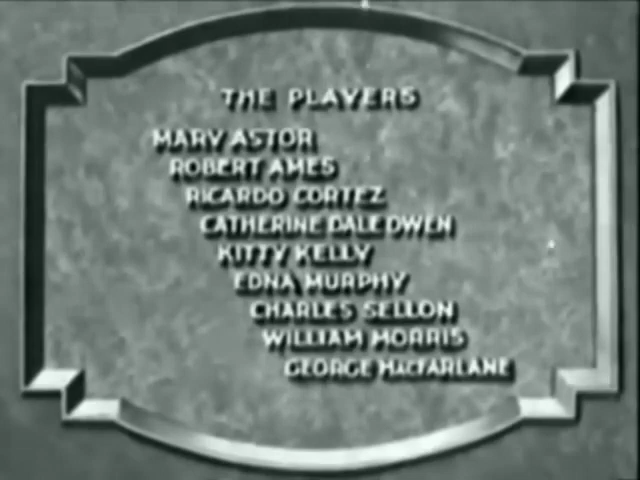 THE PLAYERS
MARY ASTOR
ROBERT AMES
RICARDO CORTEZ
CATHERINE DALE OWEN
KITTY KELLY
EDNA MURPHY
CHARLES SELLON
WILLIAM MORRIS
GEORGE MACFARLANE